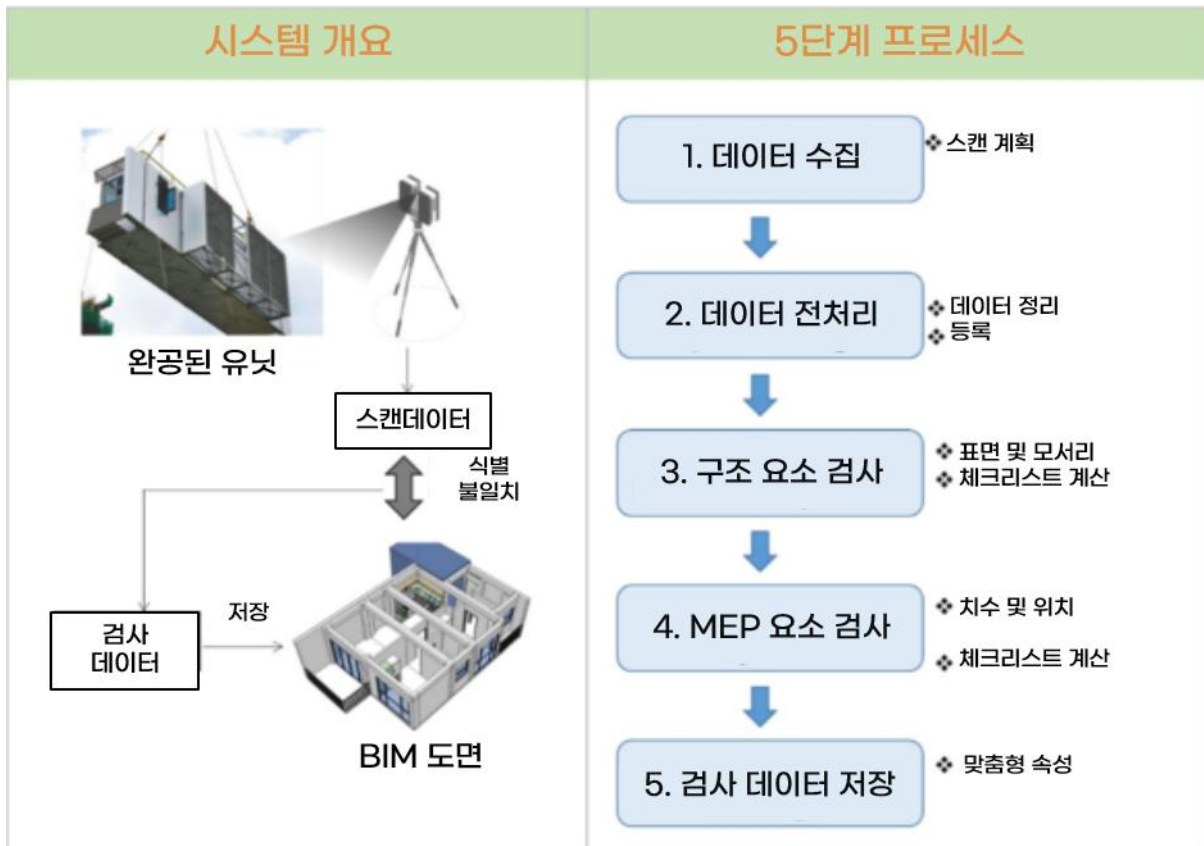 시스템 개요
완공된 유닛
스캔데이터
식별
불일치
검사
데이터
저장
BIM 도면
5단계 프로세스
1. 데이터 수집
❖ 스캔 계획
2. 데이터 전처리
❖ 데이터 정리
❖ 등록
3. 구조 요소 검사
❖ 표면 및 모서리
❖ 체크리스트 계산
4. MEP 요소 검사
❖ 치수 및 위치
❖ 체크리스트 계산
5. 검사 데이터 저장
❖ 맞춤형 속성